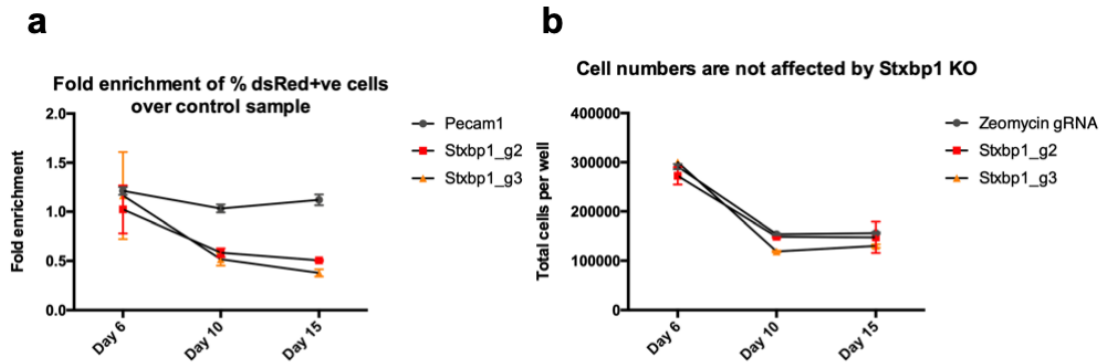 a
Fold enrichment of % dsRed+ve cells
over control sample
2.0
1.5
1.0
0.5
0.0
Fold enrichment
Day 6
Day 10
Day 15
Pecam1
Stxbp1_g2
Stxbp1_g3
b
Cell numbers are not affected by Stxbp1 KO
400000
300000
200000
100000
0
Total cells per well
Day 6
Day 10
Day 15
Zeomycin gRNA
Stxbp1_g2
Stxbp1_g3